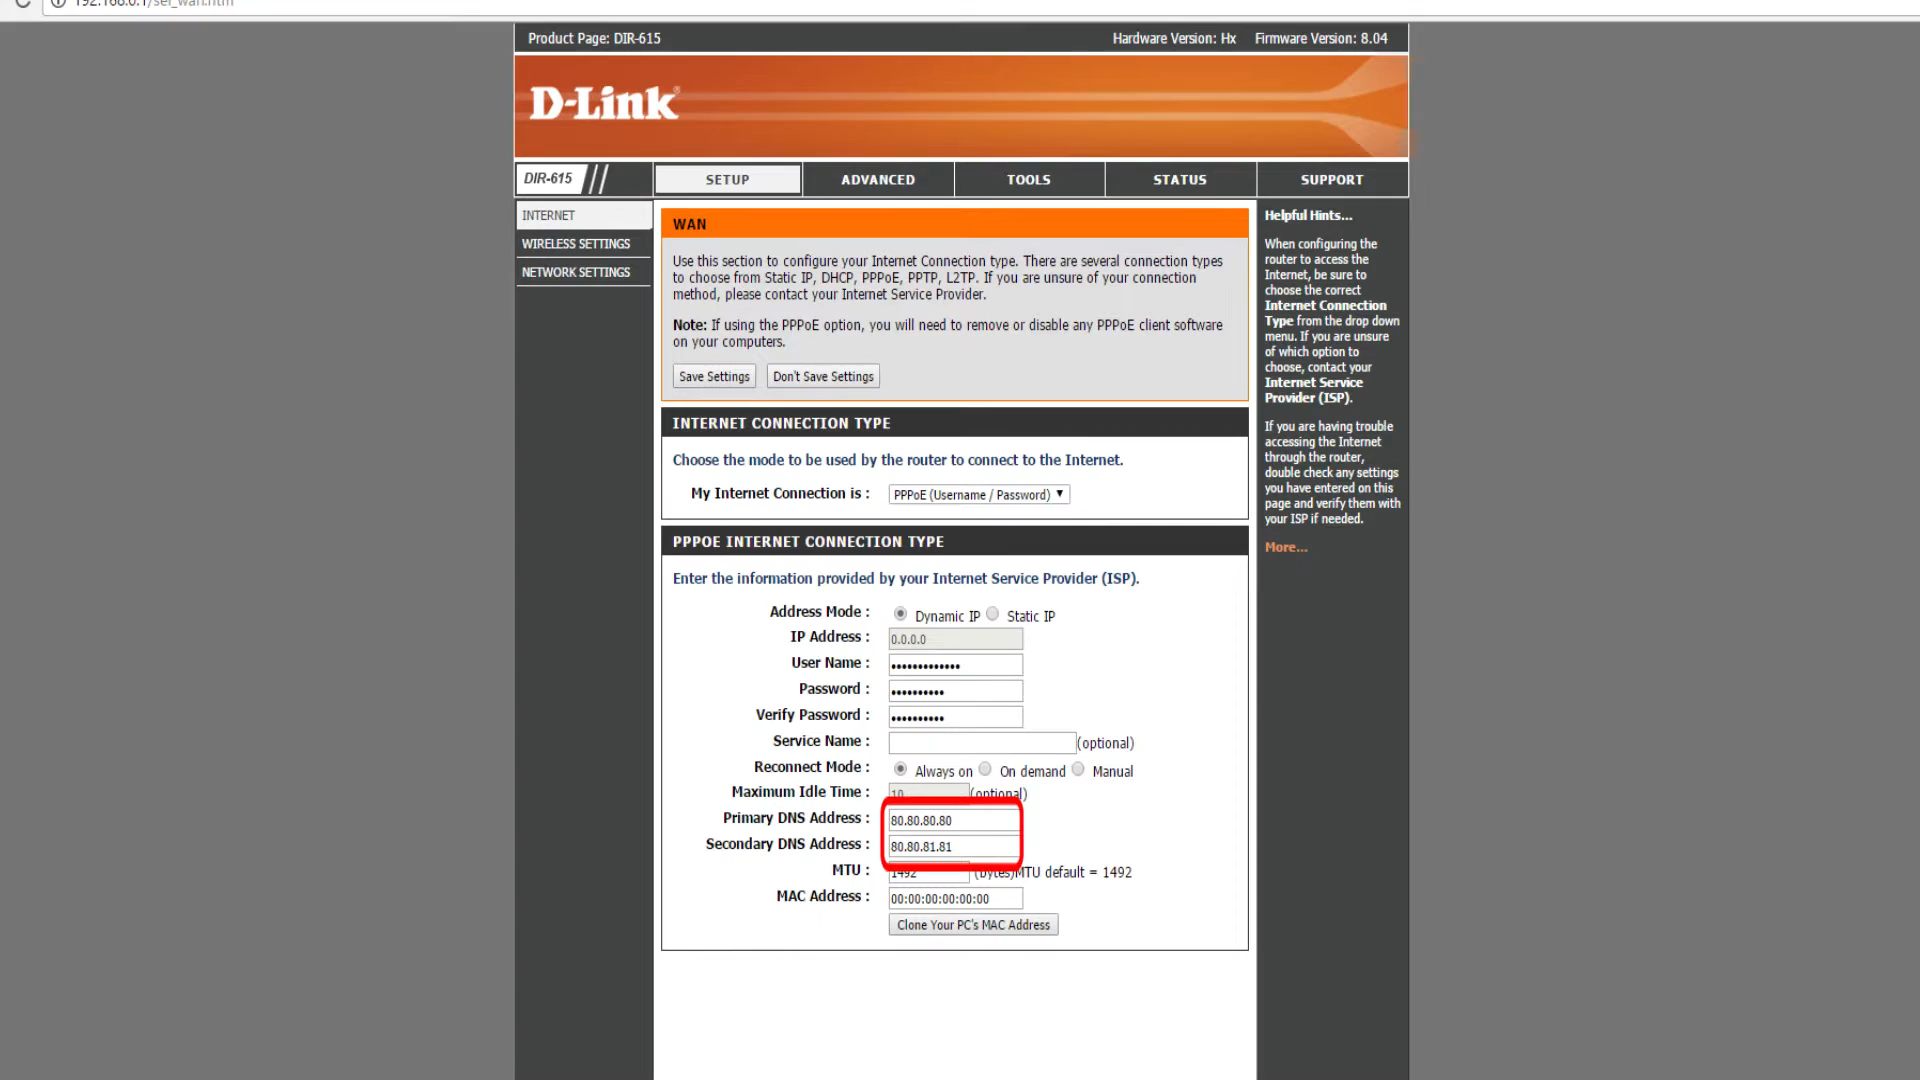 192.168.0.1/sel_wan.htm
Product Page: DIR-615
Hardware Version: Hx Firmware Version: 8.04
D-Link®
DIR-615
SETUP
ADVANCED
TOOLS
STATUS
SUPPORT
INTERNET
WIRELESS SETTINGS
NETWORK SETTINGS
WAN
Use this section to configure your Internet Connection type. There are several connection types
to choose from Static IP, DHCP, PPPoE, PPTP, L2TP. If you are unsure of your connection
method, please contact your Internet Service Provider.
Note: If using the PPPoE option, you will need to remove or disable any PPPoE client software
on your computers.
Save Settings Don't Save Settings
INTERNET CONNECTION TYPE
Choose the mode to be used by the router to connect to the Internet.
My Internet Connection is : PPPoE (Username / Password)
PPPOE INTERNET CONNECTION TYPE
Enter the information provided by your Internet Service Provider (ISP).
Address Mode : Dynamic IP Static IP
IP Address : 0.0.0.0
User Name : •••••••••••••
Password : ••••••••••
Verify Password : ••••••••••
Service Name : (optional)
Reconnect Mode : Always on On demand Manual
Maximum Idle Time : 10 (optional)
Primary DNS Address : 80.80.80.80
Secondary DNS Address : 80.80.81.81
MTU : 1492 (bytes)MTU default = 1492
MAC Address : 00:00:00:00:00:00
Clone Your PC's MAC Address
Helpful Hints...
When configuring the
router to access the
Internet, be sure to
choose the correct
Internet Connection
Type from the drop down
menu. If you are unsure
of which option to
choose, contact your
Internet Service
Provider (ISP).
If you are having trouble
accessing the Internet
through the router,
double check any settings
you have entered on this
page and verify them with
your ISP if needed.
More...